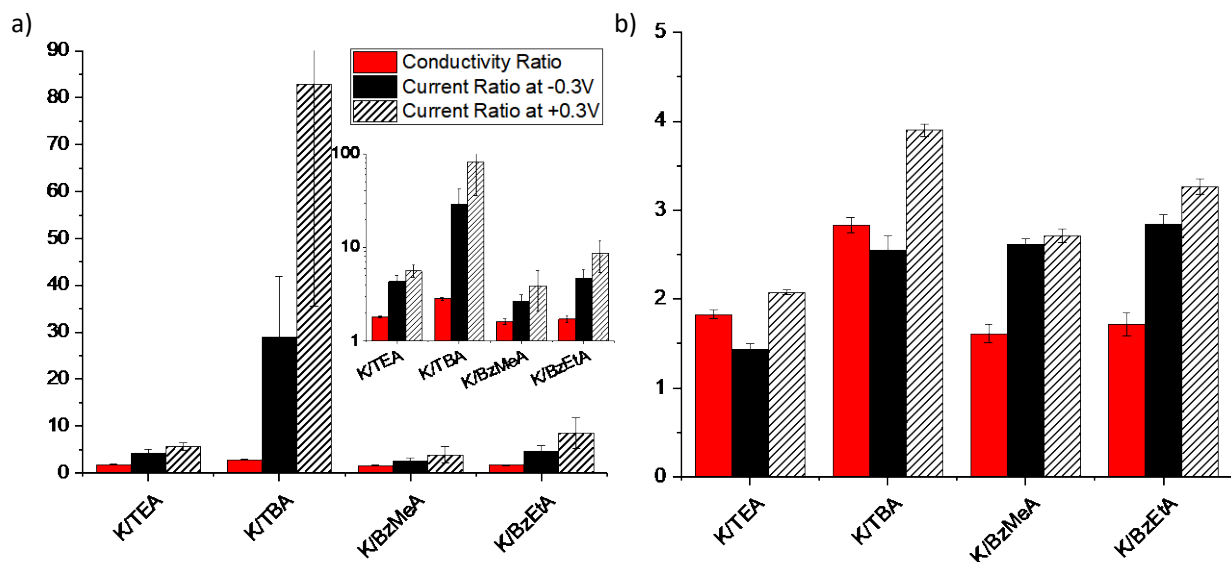 a)
90
80
70
60
50
40
30
20
10
0
Conductivity Ratio
Current Ratio at -0.3V
Current Ratio at +0.3V
100
10
1
K/TEA
K/TBA
K/BzMeA
K/BzEtA
K/TEA
K/TBA
K/BzMeA
K/BzEtA
b)
5
4
3
2
1
0
K/TEA
K/TBA
K/BzMeA
K/BzEtA